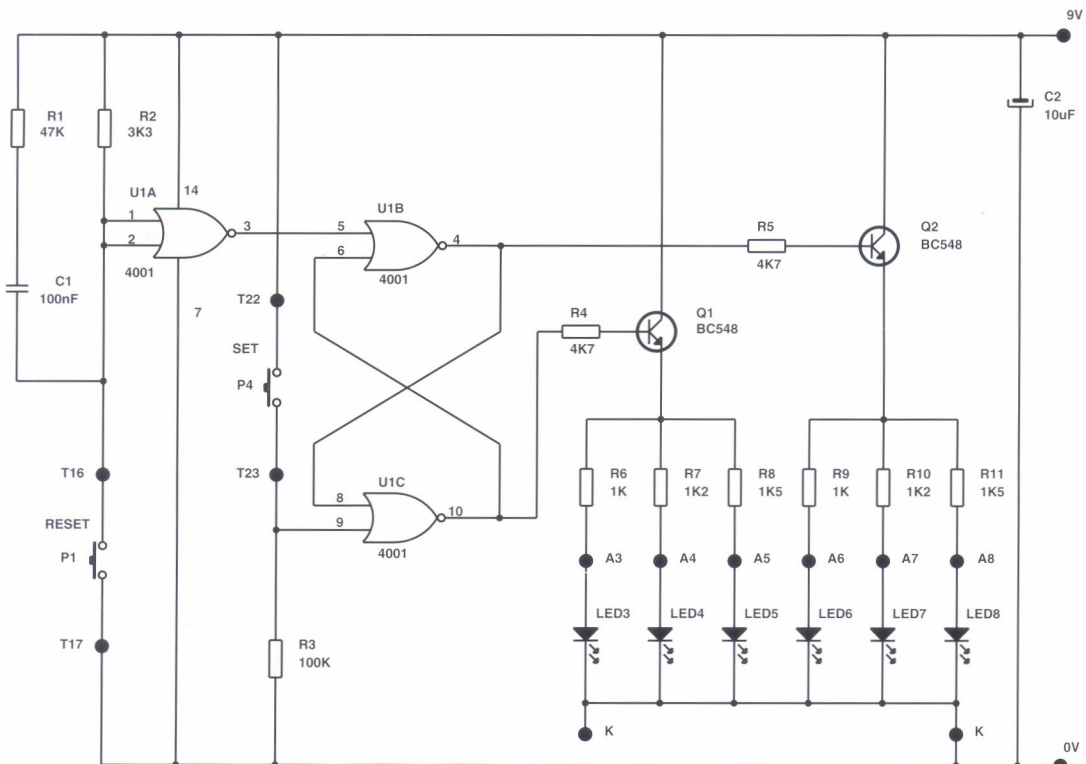 9V
R1
47K
R2
3K3
C2
10uF
U1A
14
1
2
3
4001
7
U1B
5
6
4
4001
R5
4K7
Q2
BC548
C1
100nF
T22
SET
P4
T23
R4
4K7
Q1
BC548
T16
RESET
P1
T17
U1C
8
9
10
4001
R3
100K
R6
1K
R7
1K2
R8
1K5
R9
1K
R10
1K2
R11
1K5
A3
A4
A5
A6
A7
A8
LED3
LED4
LED5
LED6
LED7
LED8
K
K
0V